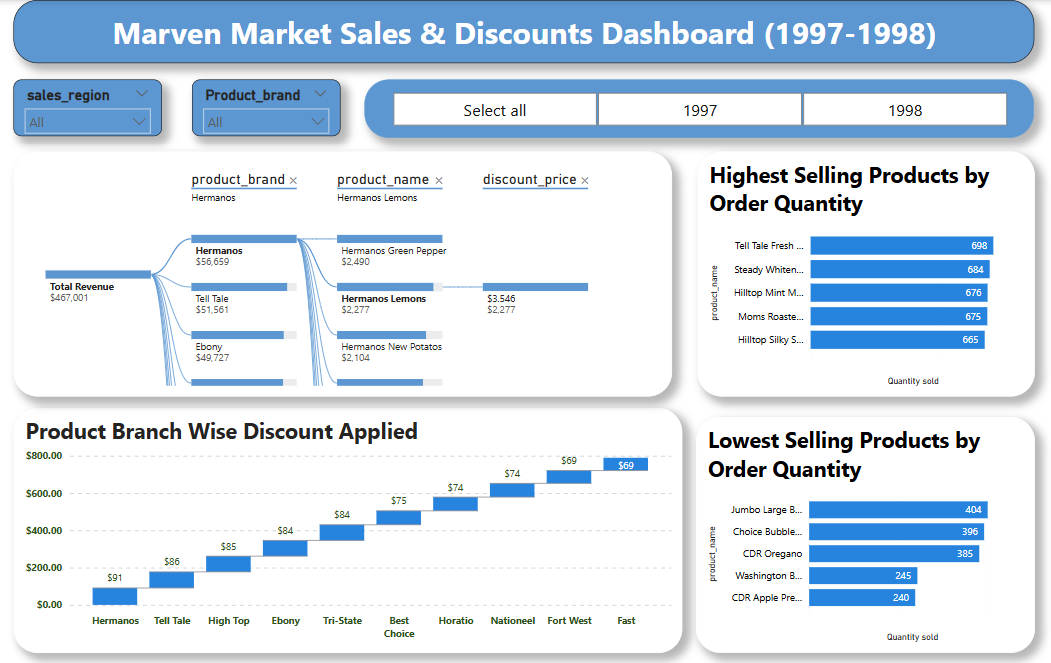 Marven Market Sales & Discounts Dashboard (1997-1998)
sales_region
All
Product_brand
All
Select all
1997
1998
product_brand ×
Hermanos
product_name ×
Hermanos Lemons
discount_price ×
Total Revenue
$467,001
Hermanos
$56,659
Tell Tale
$51,561
Ebony
$49,727
Hermanos Green Pepper
$2,490
Hermanos Lemons
$2,277
Hermanos New Potatos
$2,104
$3.546
$2,277
Highest Selling Products by
Order Quantity
product_name
Tell Tale Fresh ... 698
Steady Whiten... 684
Hilltop Mint M... 676
Moms Roaste... 675
Hilltop Silky S... 665
Quantity sold
Product Branch Wise Discount Applied
$800.00
$600.00
$400.00
$200.00
$0.00
$91
$86
$85
$84
$84
$75
$74
$74
$69
$69
Hermanos
Tell Tale
High Top
Ebony
Tri-State
Best
Choice
Horatio
Nationeel
Fort West
Fast
Lowest Selling Products by
Order Quantity
product_name
Jumbo Large B... 404
Choice Bubble... 396
CDR Oregano 385
Washington B... 245
CDR Apple Pre... 240
Quantity sold